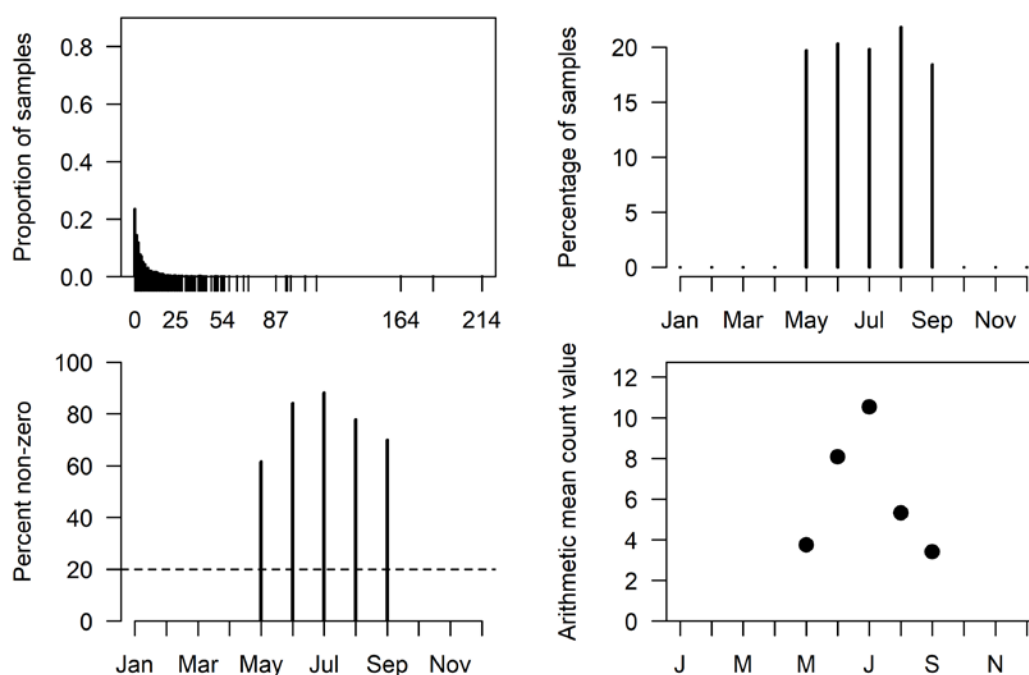 Proportion of samples
0.8
0.6
0.4
0.2
0.0
0 25 54 87 164 214
Percentage of samples
20
15
10
5
0
Jan Mar May Jul Sep Nov
Percent non-zero
100
80
60
40
20
0
Jan Mar May Jul Sep Nov
Arithmetic mean count value
12
10
8
6
4
2
0
J M M J S N